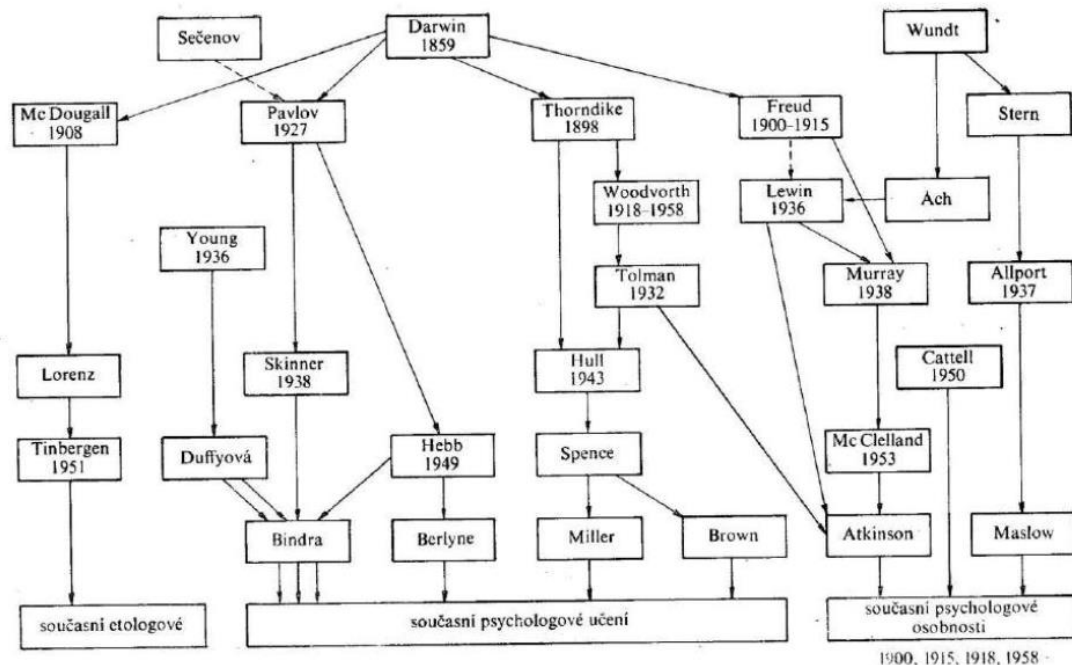 Sečenov
Darwin
1859
Wundt
Mc Dougall
1908
Pavlov
1927
Thorndike
1898
Freud
1900-1915
Stern
Woodvorth
1918-1958
Lewin
1936
Ach
Young
1936
Tolman
1932
Murray
1938
Allport
1937
Lorenz
Skinner
1938
Hull
1943
Cattell
1950
Tinbergen
1951
Duffyová
Hebb
1949
Spence
Mc Clelland
1953
Bindra
Berlyne
Miller
Brown
Atkinson
Maslow
současní etologové
současní psychologové učení
současní psychologové
osobnosti
1900, 1915, 1918, 1958